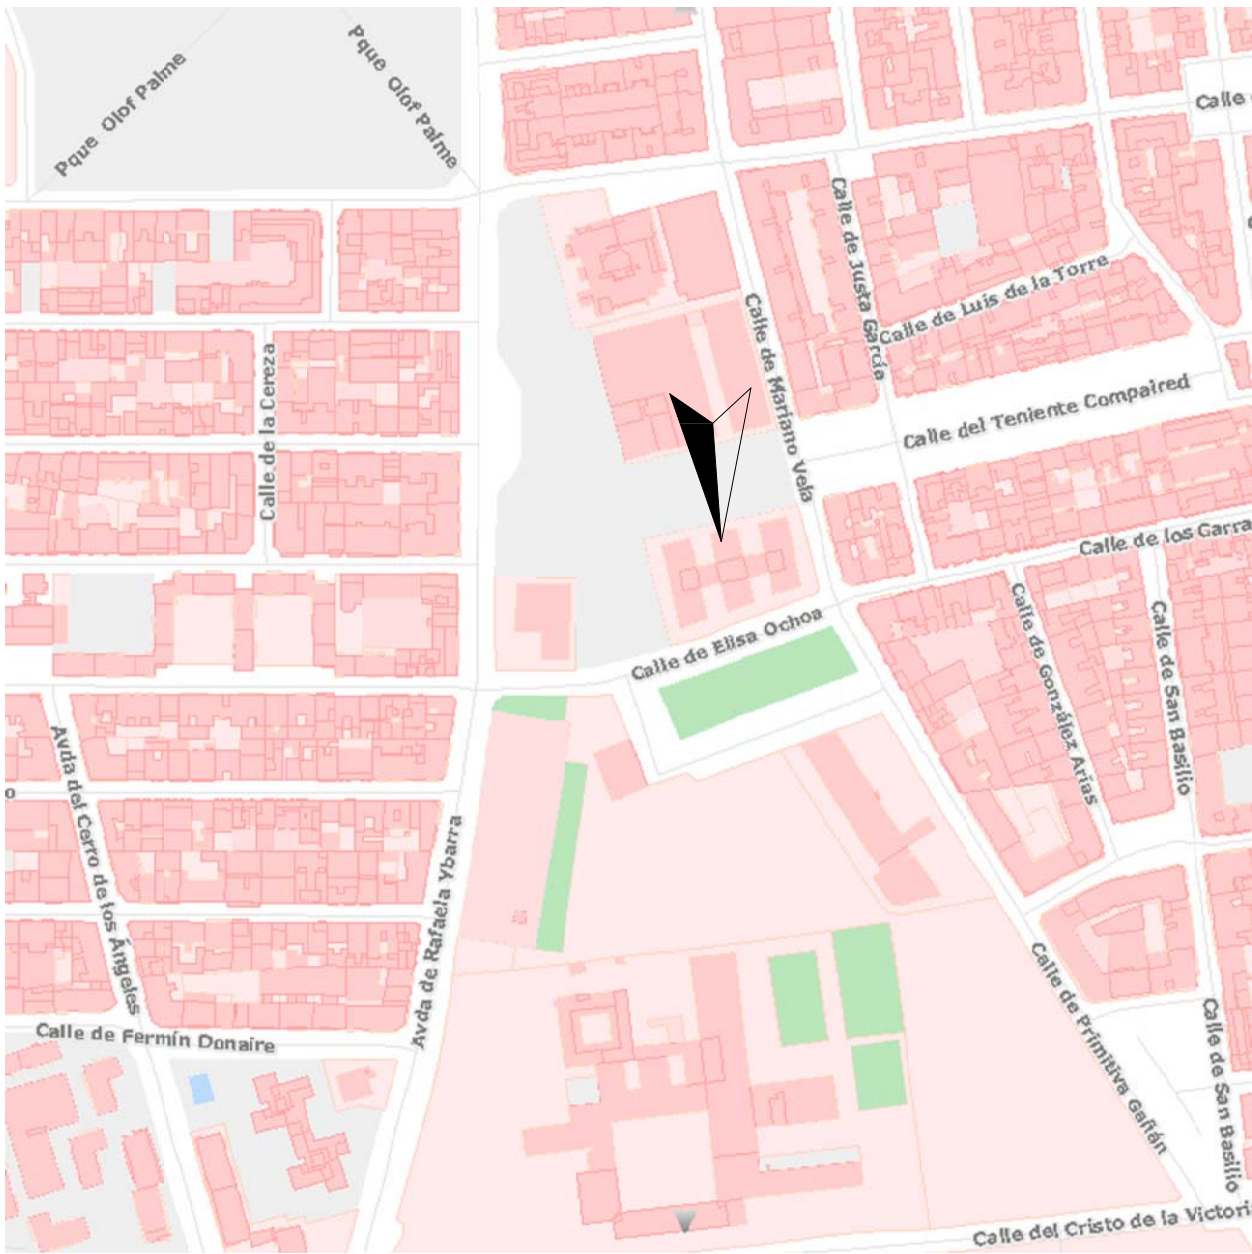 Pque Olof Palme
Pque Olof Palme
Calle
Calle de Justa García
Calle de Luis de la Torre
Calle de Mariano Vela
Calle de la Cereza
Calle del Teniente Compaired
Calle de los Garra
Calle de Elisa Ochoa
Calle de González Arias
Calle de San Basilio
Avda del Cerro de los Ángeles
Avda de Rafaela Ybarra
Calle de Primitiva Gañán
Calle de San Basilio
Calle de Fermín Donaire
Calle del Cristo de la Victori